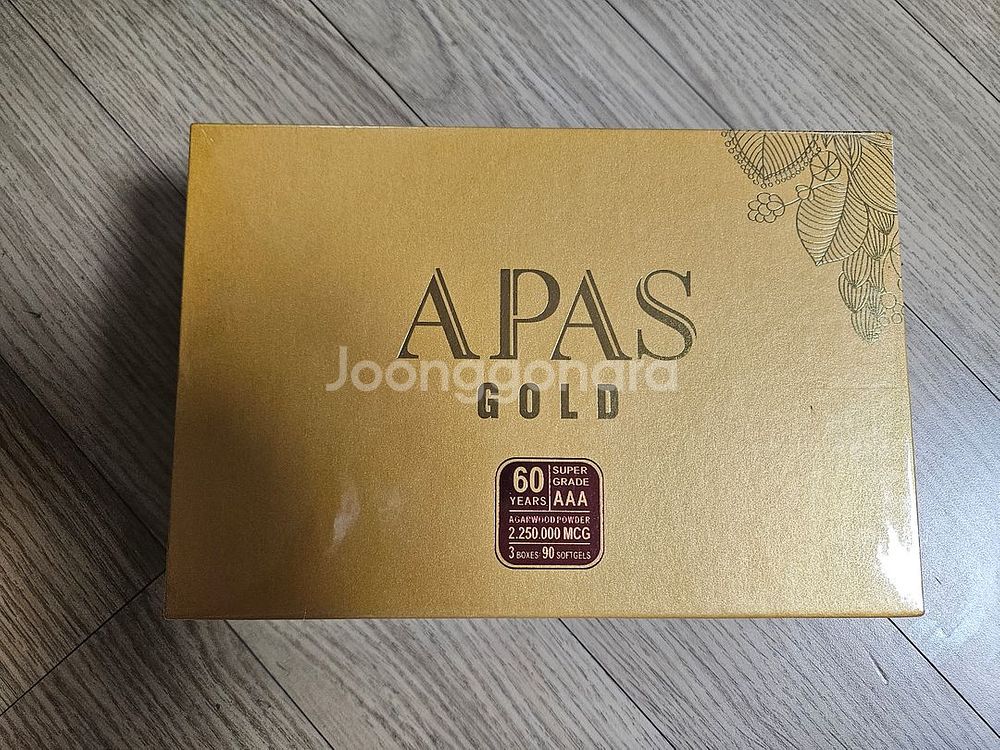 APAS
Joonggonara
GOLD
60 YEARS
SUPER GRADE AAA
AGARWOOD POWDER
2.250.000 MCG
3 BOXES: 90 SOFTGELS